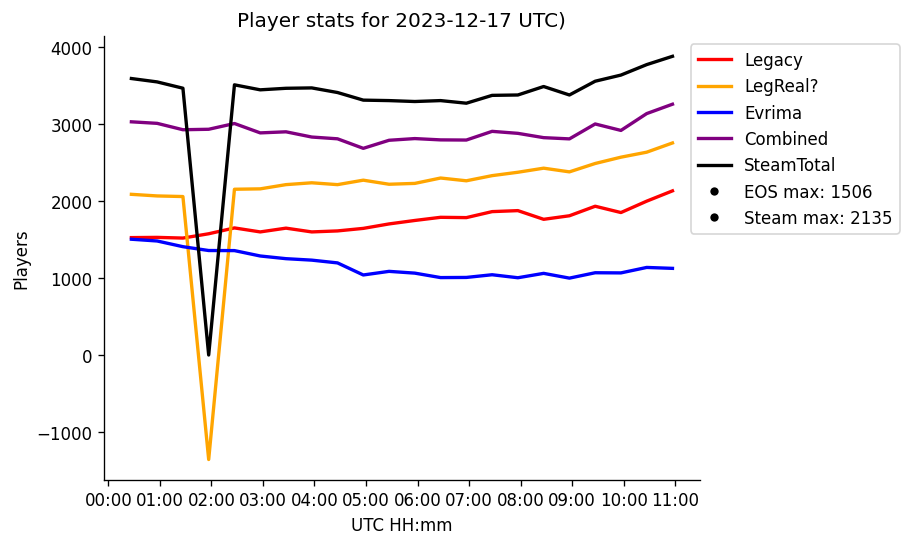 Player stats for 2023-12-17 UTC)
4000
3000
2000
1000
0
−1000
Players
00:00 01:00 02:00 03:00 04:00 05:00 06:00 07:00 08:00 09:00 10:00 11:00
UTC HH:mm
Legacy
LegReal?
Evrima
Combined
SteamTotal
EOS max: 1506
Steam max: 2135